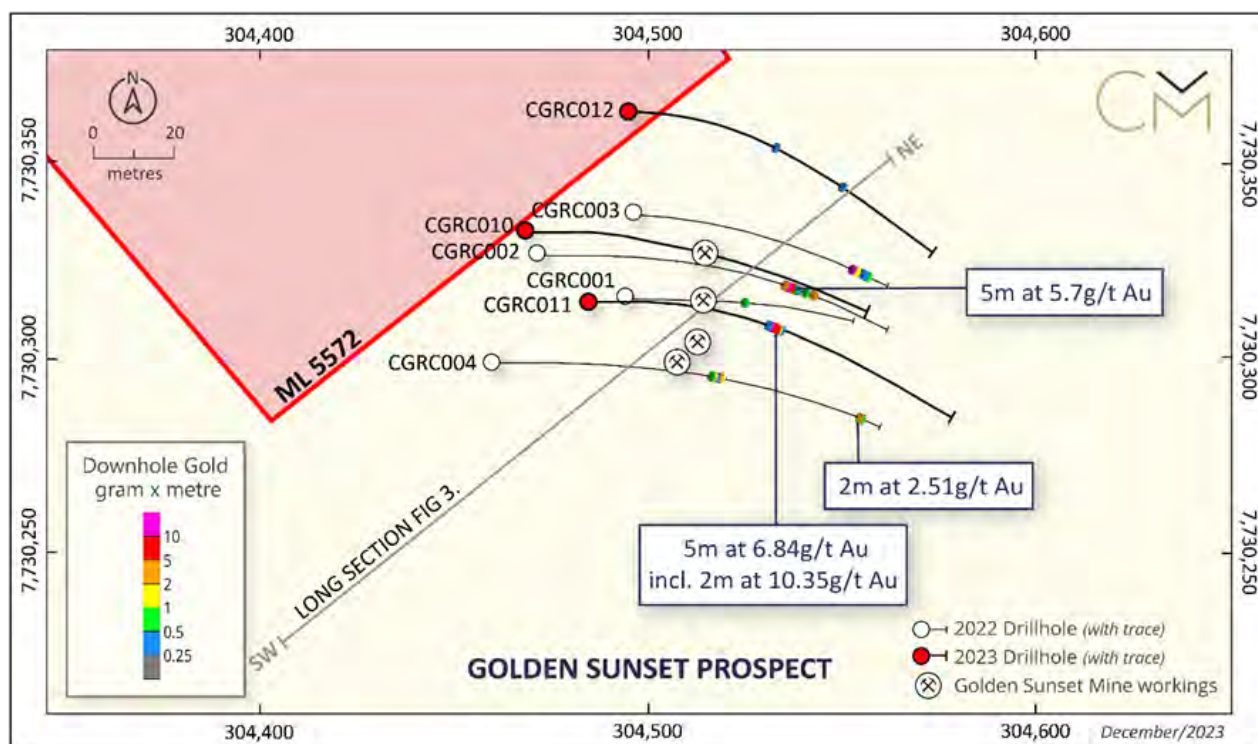 304,400
304,500
304,600
N
0 20
metres
CM
7,730,350
7,730,300
7,730,250
7,730,350
7,730,300
7,730,250
CGRC012
NE
CGRC003
CGRC010
CGRC002
CGRC001
CGRC011
CGRC004
ML 5572
5m at 5.7g/t Au
2m at 2.51g/t Au
5m at 6.84g/t Au
incl. 2m at 10.35g/t Au
LONG SECTION FIG 3.
SW
Downhole Gold
gram x metre
10
5
2
1
0.5
0.25
GOLDEN SUNSET PROSPECT
2022 Drillhole (with trace)
2023 Drillhole (with trace)
Golden Sunset Mine workings
304,400
304,500
304,600
December/2023